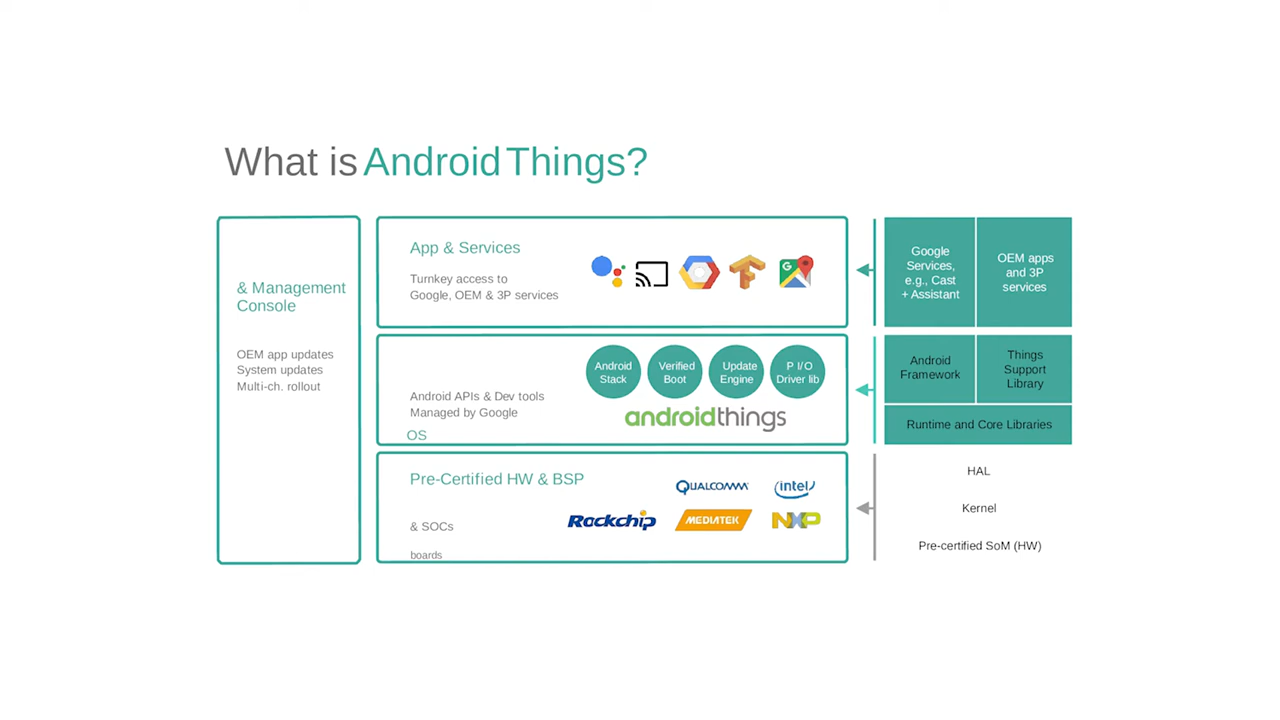 What is Android Things?
& Management
Console
OEM app updates
System updates
Multi-ch. rollout
App & Services
Turnkey access to
Google, OEM & 3P services
G
Android
Stack
Verified
Boot
Update
Engine
P I/O
Driver lib
Android APIs & Dev tools
Managed by Google
androidthings
OS
Pre-Certified HW & BSP
QUALCOMM
intel
Rockchip
MEDIATEK
NXP
& SOCs
boards
Google
Services,
e.g., Cast
+ Assistant
OEM apps
and 3P
services
Android
Framework
Things
Support
Library
Runtime and Core Libraries
HAL
Kernel
Pre-certified SoM (HW)